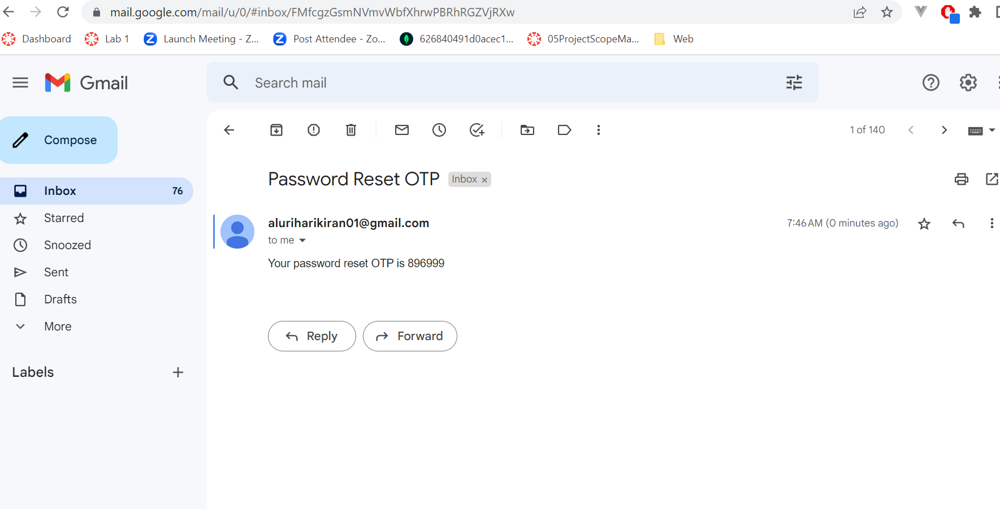 mail.google.com/mail/u/0/#inbox/FMfcgzGsmNVmvWbfXhrwPBRhRGZVjRXw
Dashboard Lab 1 Launch Meeting - Z... Post Attendee - Zo... 626840491d0acec1... 05ProjectScopeMa... Web
Gmail Search mail
Compose
1 of 140
Inbox 76
Starred
Snoozed
Sent
Drafts
More
Labels
Password Reset OTP Inbox
aluriharikiran01@gmail.com 7:46 AM (0 minutes ago)
to me
Your password reset OTP is 896999
Reply Forward